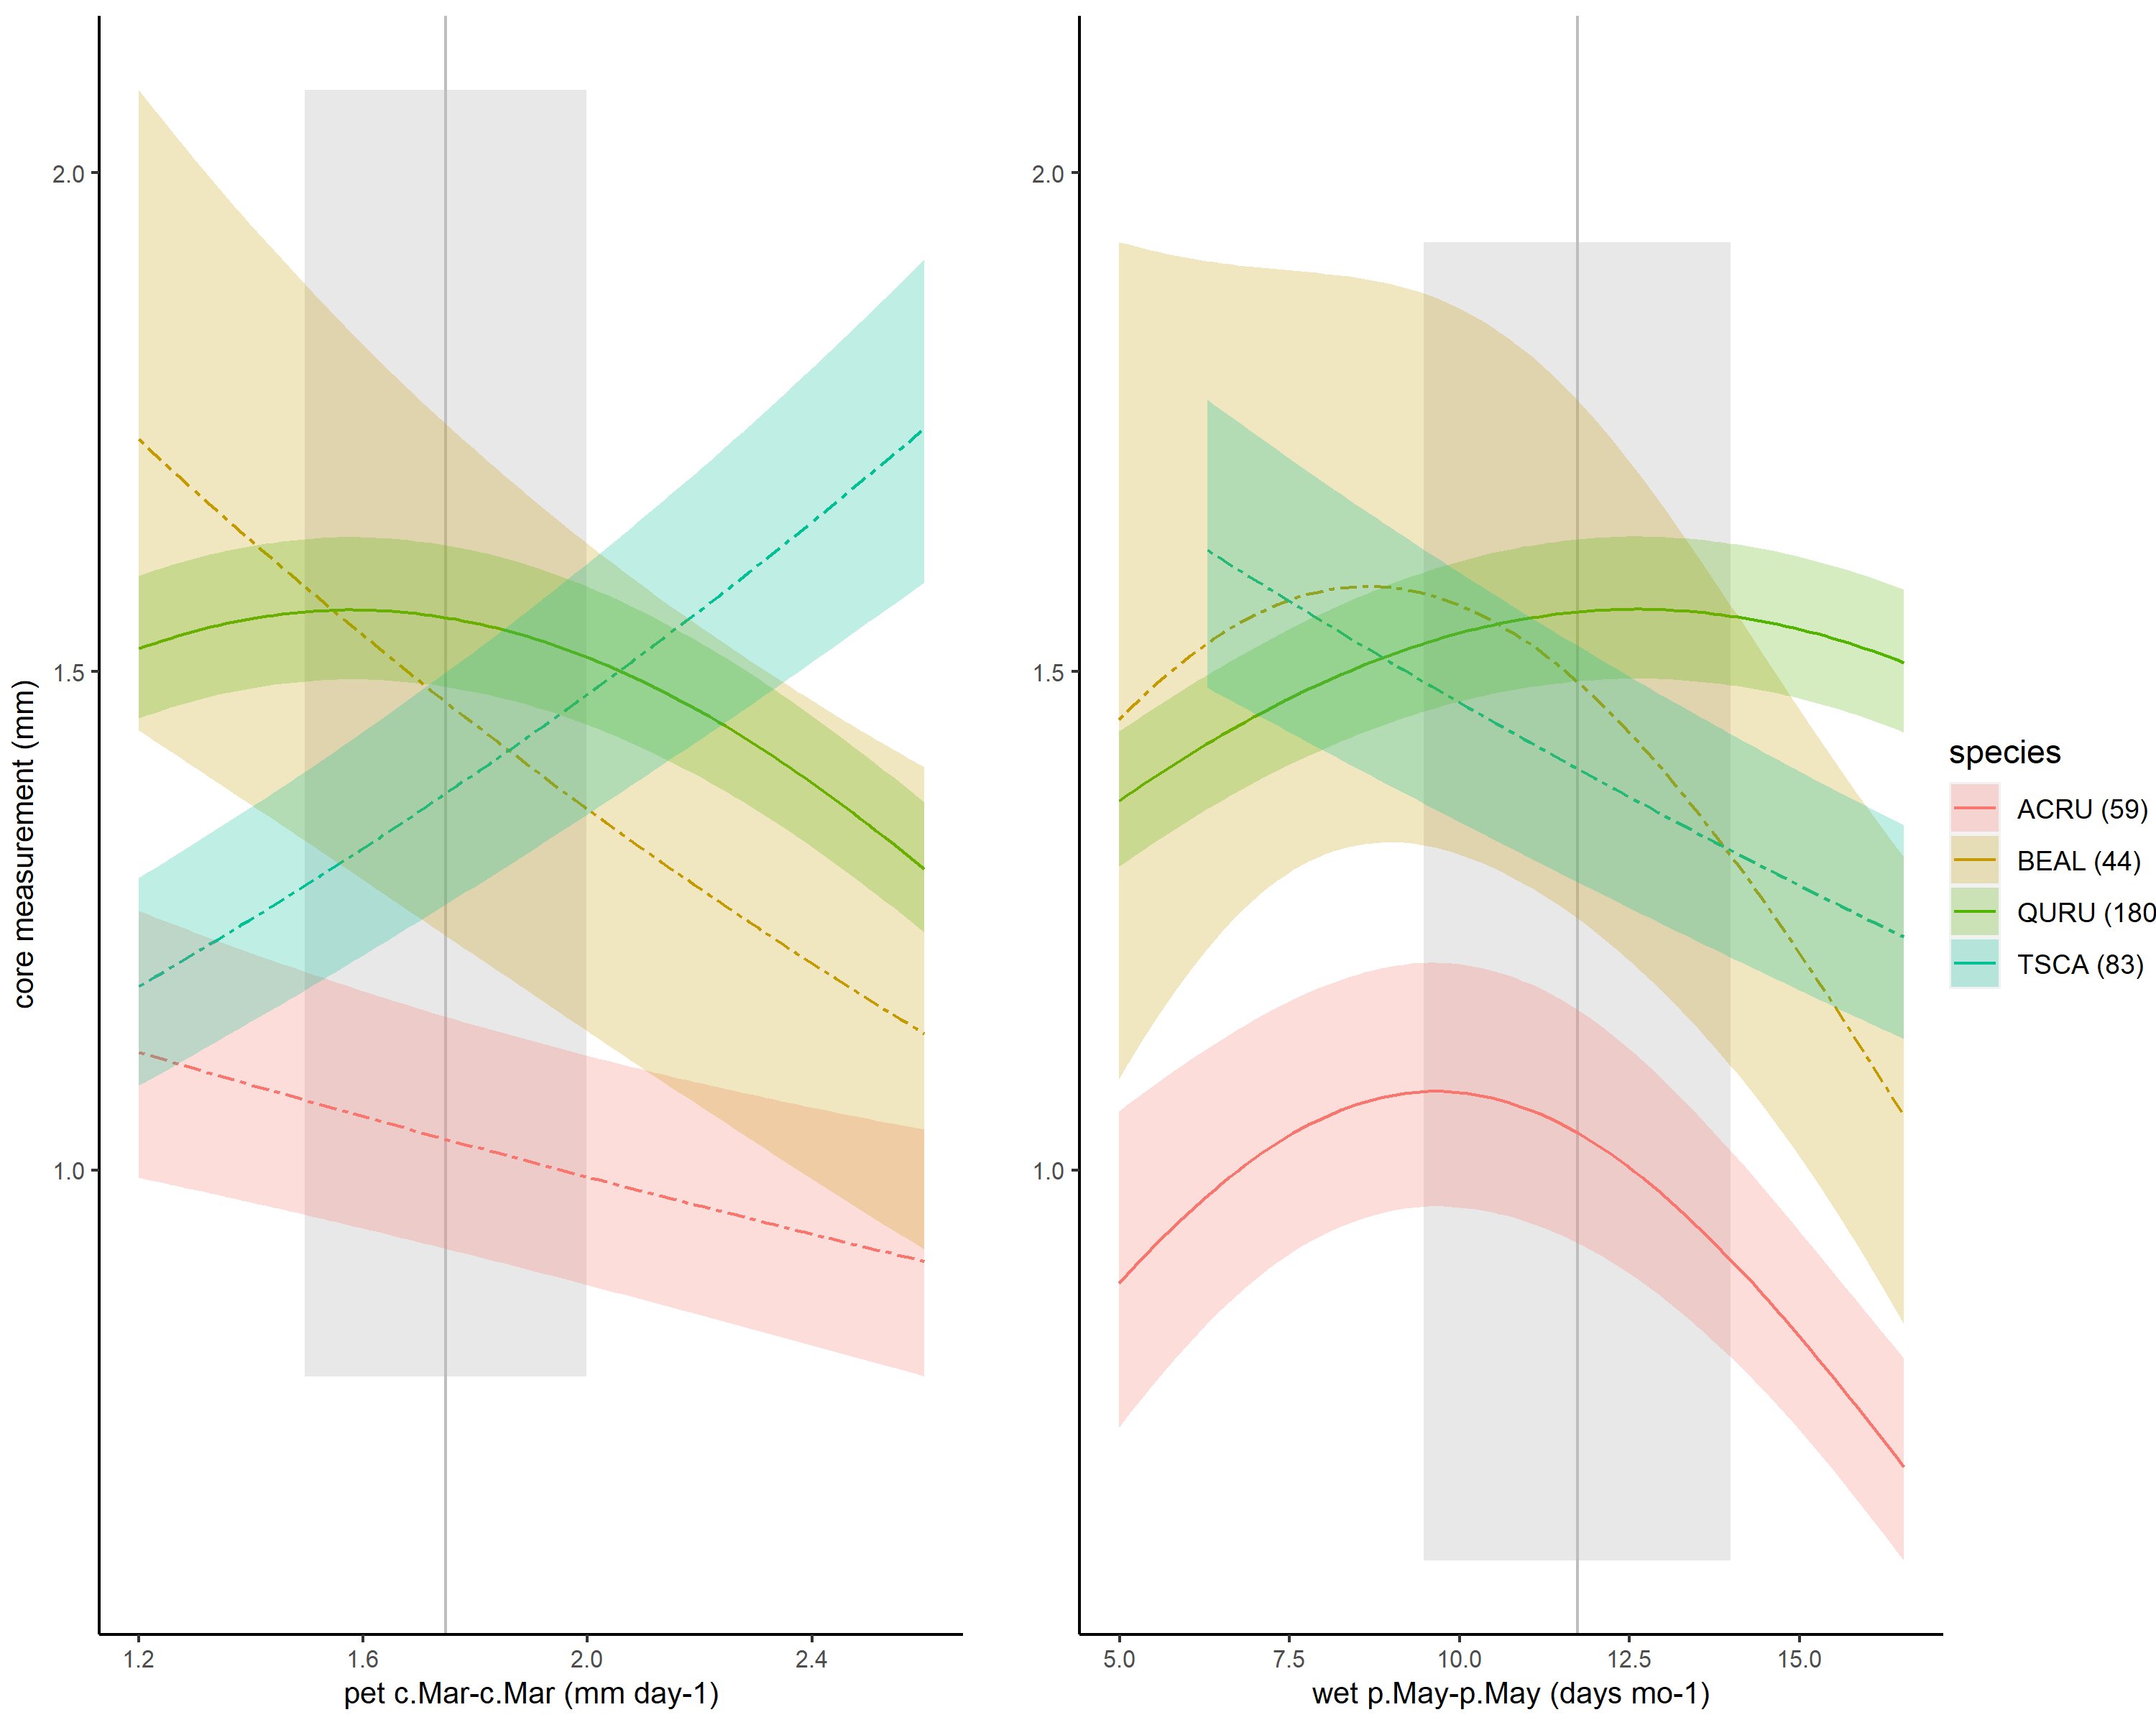 core measurement (mm)
2.0
1.5
1.0
1.2
1.6
2.0
2.4
pet c.Mar-c.Mar (mm day-1)
2.0
1.5
1.0
5.0
7.5
10.0
12.5
15.0
wet p.May-p.May (days mo-1)
species
ACRU (59)
BEAL (44)
QURU (180
TSCA (83)